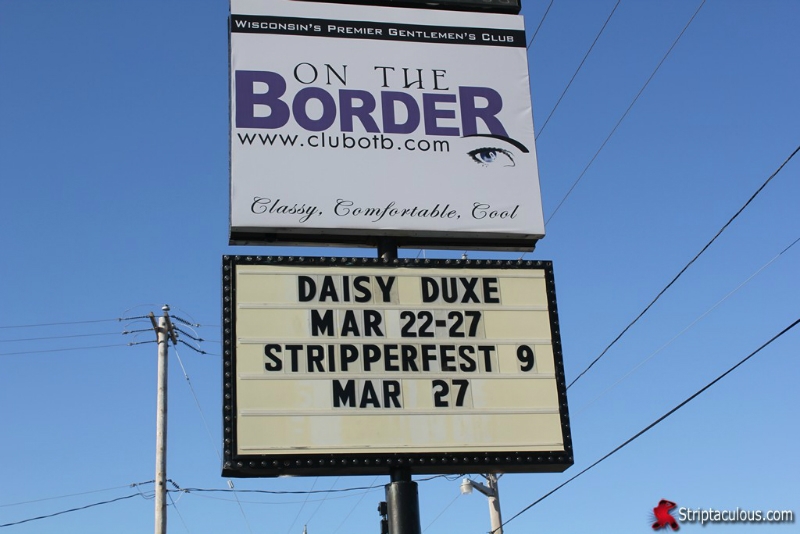 Wisconsin's Premier Gentlemen's Club
ON THE
BORDER
www.clubotb.com
Classy, Comfortable, Cool
DAISY DUXE
MAR 22-27
STRIPPERFEST 9
MAR 27
Striptaculous.com